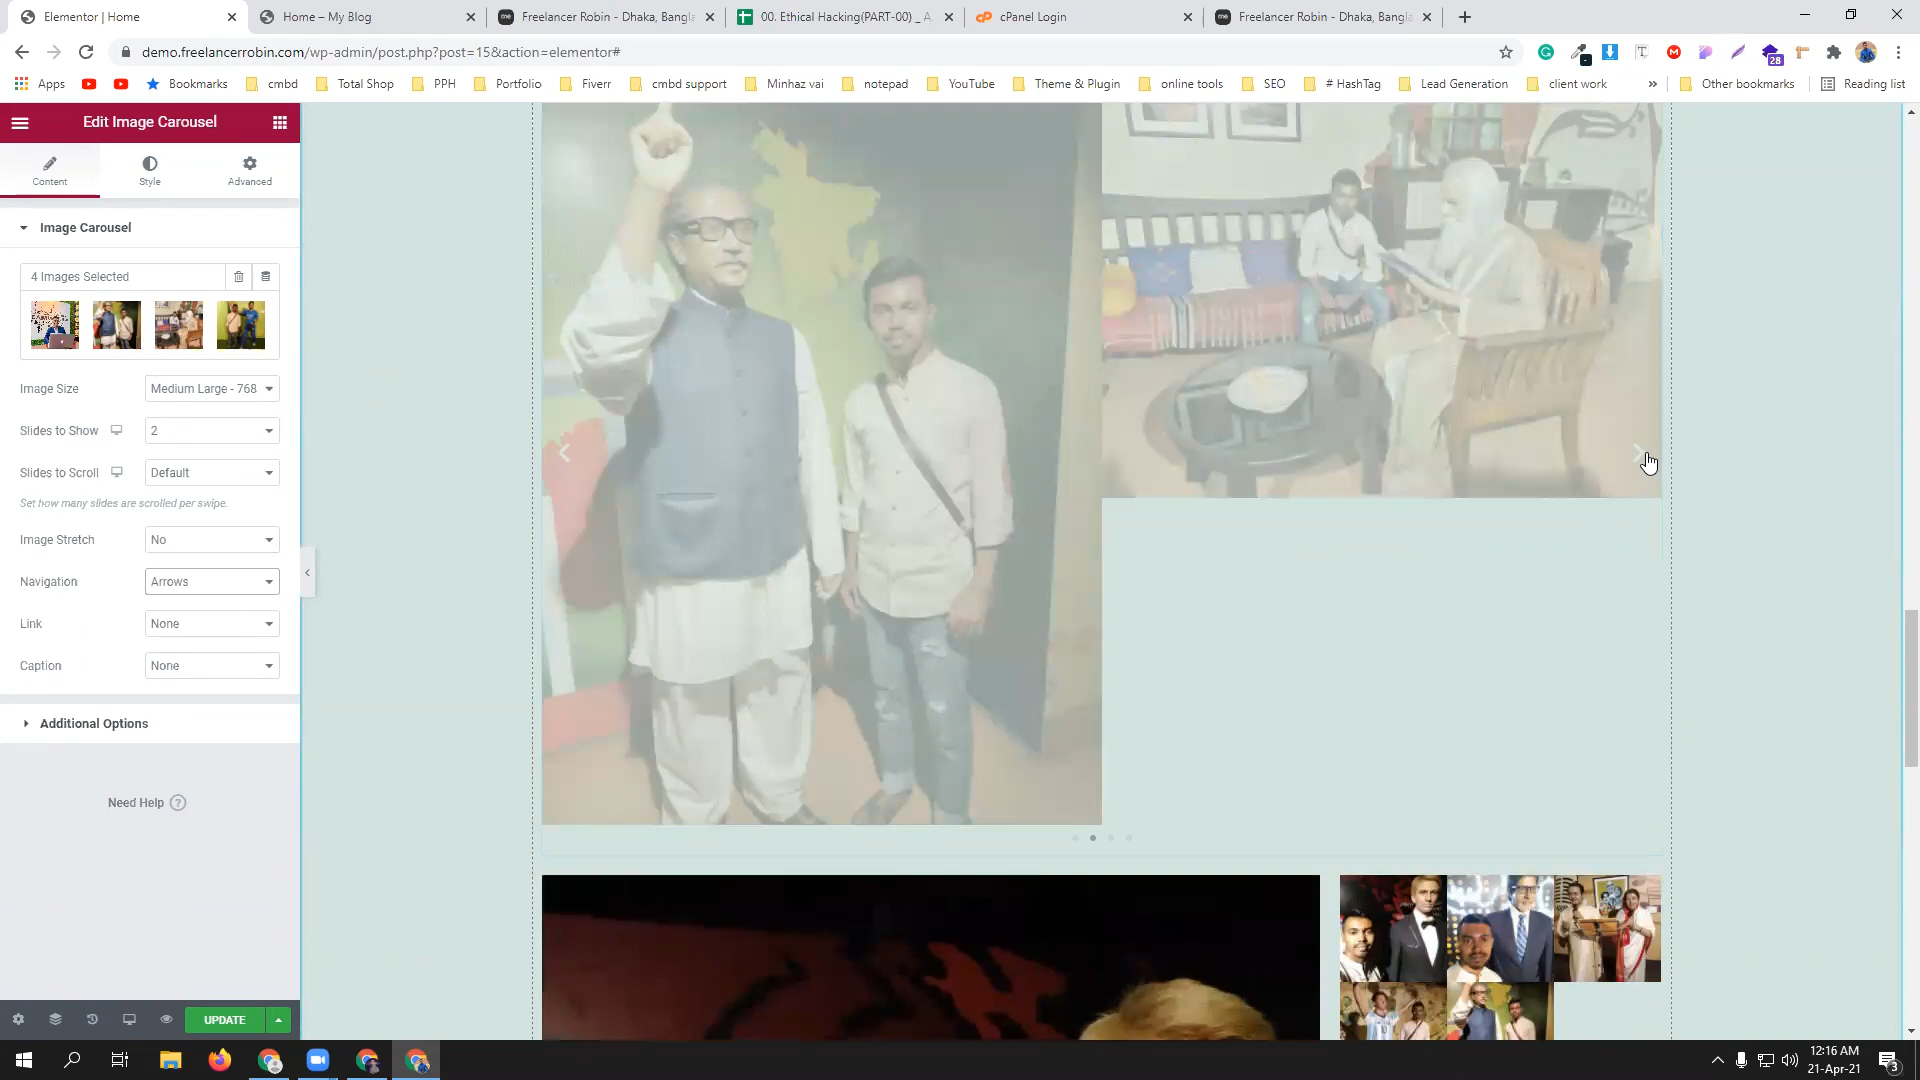 Elementor | Home
Home – My Blog
Freelancer Robin - Dhaka, Bangla
00. Ethical Hacking(PART-00) _ A
cPanel Login
Freelancer Robin - Dhaka, Bangla
demo.freelancerrobin.com/wp-admin/post.php?post=15&action=elementor#
28
Apps
Bookmarks
cmbd
Total Shop
PPH
Portfolio
Fiverr
cmbd support
Minhaz vai
notepad
YouTube
Theme & Plugin
online tools
SEO
# HashTag
Lead Generation
client work
»
Other bookmarks
Reading list
Edit Image Carousel
Content
Style
Advanced
Image Carousel
4 Images Selected
Image Size
Medium Large - 768
Slides to Show
2
Slides to Scroll
Default
Set how many slides are scrolled per swipe.
Image Stretch
No
Navigation
Arrows
Link
None
Caption
None
Additional Options
Need Help ?
UPDATE
12:16 AM
21-Apr-21
3